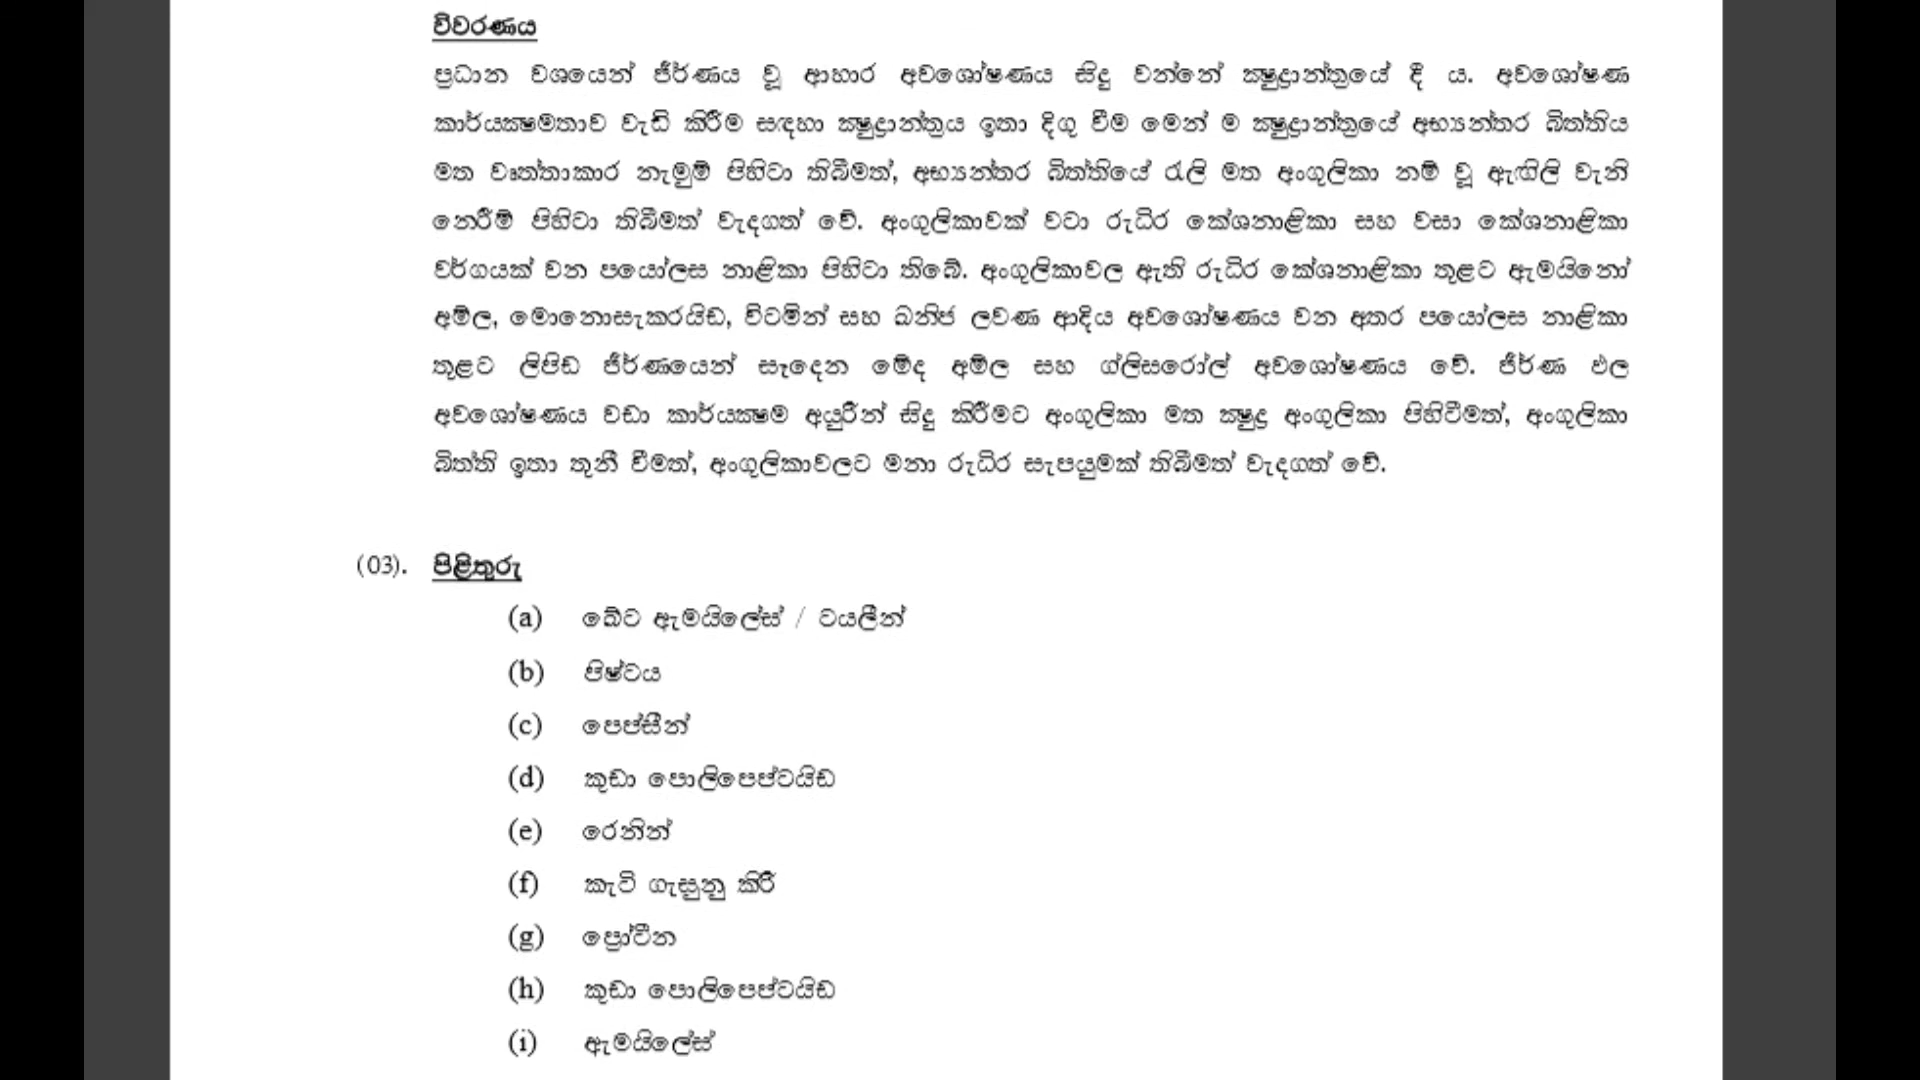 විවරණය
ප්‍රධාන වශයෙන් ජීර්ණය වූ ආහාර අවශෝෂණය සිදු වන්නේ ක්‍ෂුද්‍රාන්ත්‍රයේ දී ය. අවශෝෂණ
කාර්යක්‍ෂමතාව වැඩි කිරීම සඳහා ක්‍ෂුද්‍රාන්ත්‍රය ඉතා දිගු වීම මෙන් ම ක්‍ෂුද්‍රාන්ත්‍රයේ අභ්‍යන්තර බිත්තිය
මත වෘත්තාකාර නැමුම් පිහිටා තිබීමත්, අභ්‍යන්තර බිත්තියේ රැලි මත අංගුලිකා නම් වූ ඇඟිලි වැනි
නෙරීම් පිහිටා තිබීමත් වැදගත් වේ. අංගුලිකාවක් වටා රුධිර කේශනාළිකා සහ වසා කේශනාළිකා
වර්ගයක් වන පයෝලස නාළිකා පිහිටා තිබේ. අංගුලිකාවල ඇති රුධිර කේශනාළිකා තුළට ඇමයිනෝ
අම්ල, මොනොසැකරයිඩ, විටමින් සහ ඛනිජ ලවණ ආදිය අවශෝෂණය වන අතර පයෝලස නාළිකා
තුළට ලිපිඩ ජීර්ණයෙන් සෑදෙන මේද අම්ල සහ ග්ලිසරෝල් අවශෝෂණය වේ. ජීර්ණ ඵල
අවශෝෂණය වඩා කාර්යක්‍ෂම අයුරින් සිදු කිරීමට අංගුලිකා මත ක්‍ෂුද්‍ර අංගුලිකා පිහිටීමත්, අංගුලිකා
බිත්ති ඉතා තුනී වීමත්, අංගුලිකාවලට මනා රුධිර සැපයුමක් තිබීමත් වැදගත් වේ.
(03). පිළිතුරු
(a) බේට ඇමයිලේස් / ටයලීන්
(b) පිෂ්ටය
(c) පෙප්සීන්
(d) කුඩා පොලිපෙප්ටයිඩ
(e) රෙනින්
(f) කැටි ගැසුනු කිරි
(g) ප්‍රෝටීන
(h) කුඩා පොලිපෙප්ටයිඩ
(i) ඇමයිලේස්